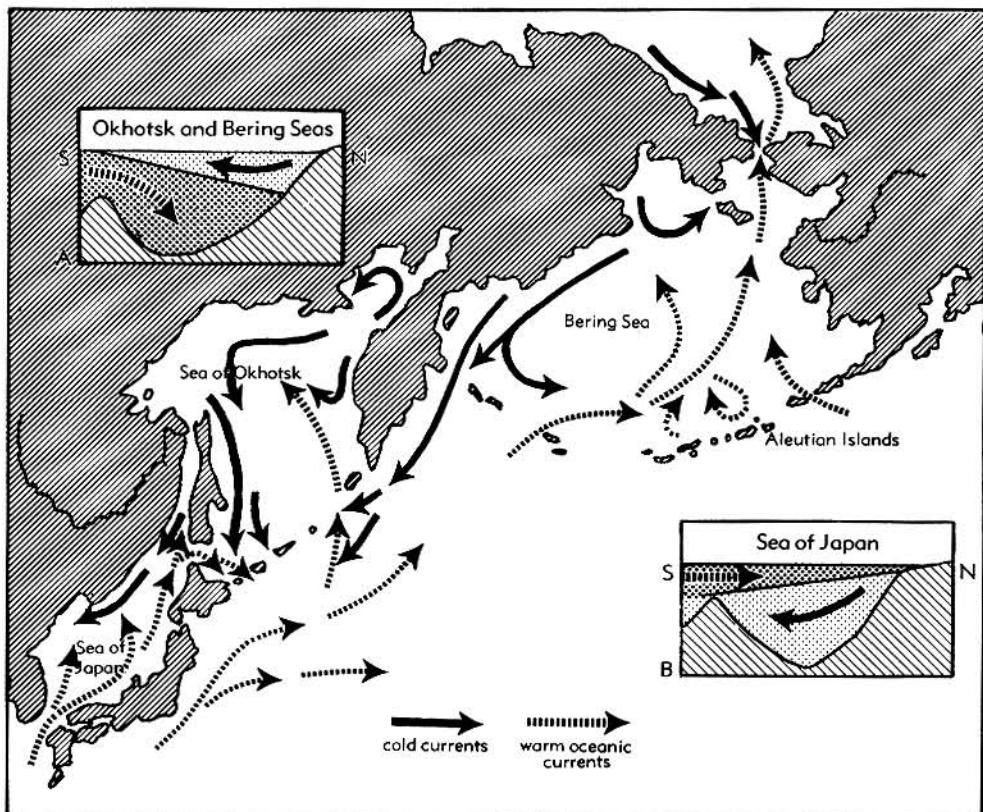 Okhotsk and Bering Seas
S
N
A
Bering Sea
Sea of Okhotsk
Aleutian Islands
Sea of Japan
S
N
B
Sea of
Japan
cold currents
warm oceanic
currents